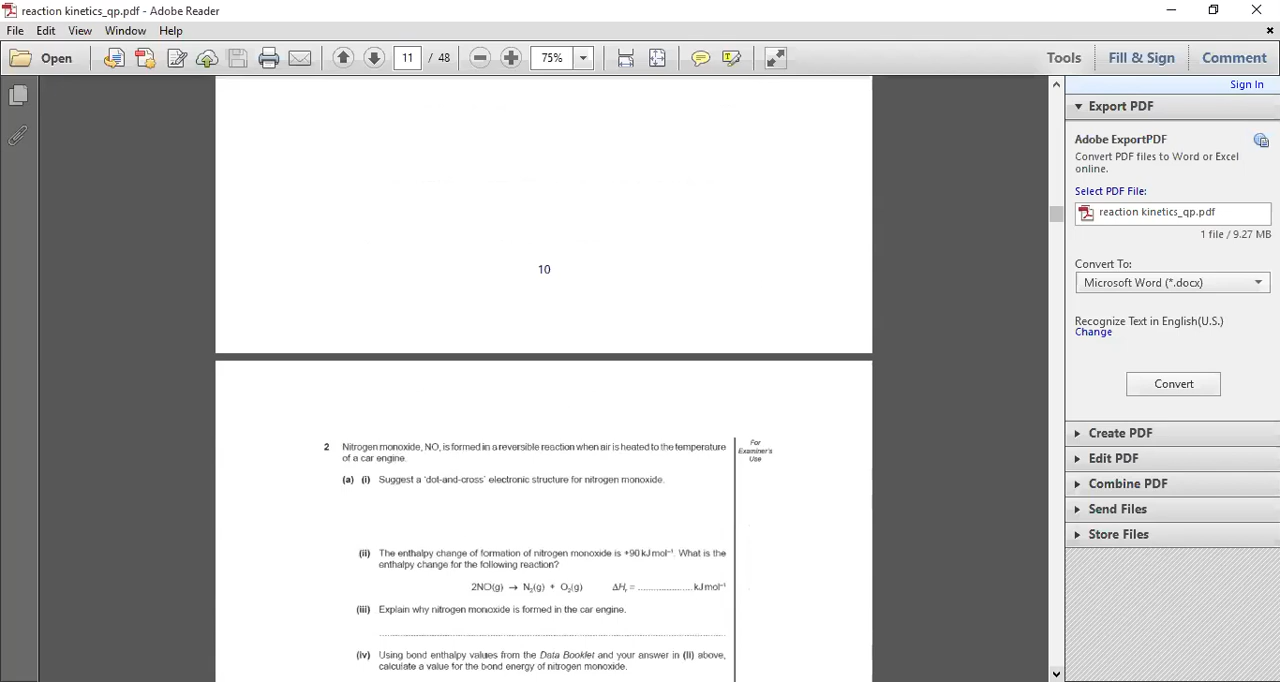 reaction kinetics_qp.pdf - Adobe Reader
File Edit View Window Help
Open 11 / 48 75% Tools Fill & Sign Comment
Sign In
Export PDF
Adobe ExportPDF
Convert PDF files to Word or Excel
online.
Select PDF File:
reaction kinetics_qp.pdf
1 file / 9.27 MB
Convert To:
Microsoft Word (*.docx)
Recognize Text in English(U.S.)
Change
Convert
Create PDF
Edit PDF
Combine PDF
Send Files
Store Files
10
For
Examiner's
Use
2 Nitrogen monoxide, NO, is formed in a reversible reaction when air is heated to the temperature
of a car engine.
(a) (i) Suggest a 'dot-and-cross' electronic structure for nitrogen monoxide.
(ii) The enthalpy change of formation of nitrogen monoxide is +90 kJ mol⁻¹. What is the
enthalpy change for the following reaction?
2NO(g) → N₂(g) + O₂(g) ΔHᵣ = .................... kJ mol⁻¹
(iii) Explain why nitrogen monoxide is formed in the car engine.
(iv) Using bond enthalpy values from the Data Booklet and your answer in (ii) above,
calculate a value for the bond energy of nitrogen monoxide.